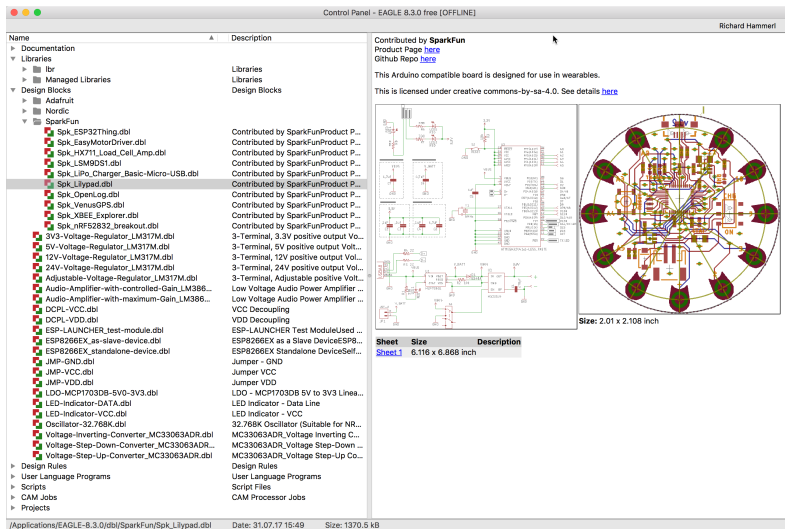 Control Panel - EAGLE 8.3.0 free [OFFLINE]
Richard Hammerl
Name
Description
Documentation
Libraries
lbr
Libraries
Managed Libraries
Libraries
Design Blocks
Design Blocks
Adafruit
Nordic
SparkFun
Spk_ESP32Thing.dbl
Contributed by SparkFunProduct P...
Spk_EasyMotorDriver.dbl
Contributed by SparkFunProduct P...
Spk_HX711_Load_Cell_Amp.dbl
Contributed by SparkFunProduct P...
Spk_LSM9DS1.dbl
Contributed by SparkFunProduct P...
Spk_LiPo_Charger_Basic-Micro-USB.dbl
Contributed by SparkFunProduct P...
Spk_Lilypad.dbl
Contributed by SparkFunProduct P...
Spk_OpenLog.dbl
Contributed by SparkFunProduct P...
Spk_VenusGPS.dbl
Contributed by SparkFunProduct P...
Spk_XBEE_Explorer.dbl
Contributed by SparkFunProduct P...
Spk_nRF52832_breakout.dbl
Contributed by SparkFunProduct P...
3V3-Voltage-Regulator_LM317M.dbl
3-Terminal, 3.3V positive output Vo...
5V-Voltage-Regulator_LM317M.dbl
3-Terminal, 5V positive output Volt...
12V-Voltage-Regulator_LM317M.dbl
3-Terminal, 12V positive output Vol...
24V-Voltage-Regulator_LM317M.dbl
3-Terminal, 24V positive output Vol...
Adjustable-Voltage-Regulator_LM317M.dbl
3-Terminal, Adjustable positive Volt...
Audio-Amplifier-with-controlled-Gain_LM386...
Low Voltage Audio Power Amplifier ...
Audio-Amplifier-with-maximum-Gain_LM386...
Low Voltage Audio Power Amplifier ...
DCPL-VCC.dbl
VCC Decoupling
DCPL-VDD.dbl
VDD Decoupling
ESP-LAUNCHER_test-module.dbl
ESP-LAUNCHER Test ModuleUsed ...
ESP8266EX_as-slave-device.dbl
ESP8266EX as a Slave DeviceESP8...
ESP8266EX_standalone-device.dbl
ESP8266EX Standalone DeviceSelf...
JMP-GND.dbl
Jumper - GND
JMP-VCC.dbl
Jumper VCC
JMP-VDD.dbl
Jumper VDD
LDO-MCP1703DB-5V0-3V3.dbl
LDO - MCP1703DB 5V to 3V3 Linea...
LED-Indicator-DATA.dbl
LED Indicator - Data Line
LED-Indicator-VCC.dbl
LED Indicator - VCC
Oscillator-32.768K.dbl
32.768K Oscillator (Suitable for NR...
Voltage-Inverting-Converter_MC33063ADR.dbl
MC33063ADR_Voltage Inverting C...
Voltage-Step-Down-Converter_MC33063ADR...
MC33063ADR_Voltage Step-Down ...
Voltage-Step-Up-Converter_MC33063ADR.dbl
MC33063ADR_Voltage Step-Up Co...
Design Rules
Design Rules
User Language Programs
User Language Programs
Scripts
Script Files
CAM Jobs
CAM Processor Jobs
Projects
Contributed by SparkFun
Product Page here
Github Repo here
This Arduino compatible board is designed for use in wearables.
This is licensed under creative commons-by-sa-4.0. See details here
ON
Size: 2.01 x 2.108 inch
Sheet Size Description
Sheet 1 6.116 x 6.868 inch
/Applications/EAGLE-8.3.0/dbl/SparkFun/Spk_Lilypad.dbl Date: 31.07.17 15:49 Size: 1370.5 kB